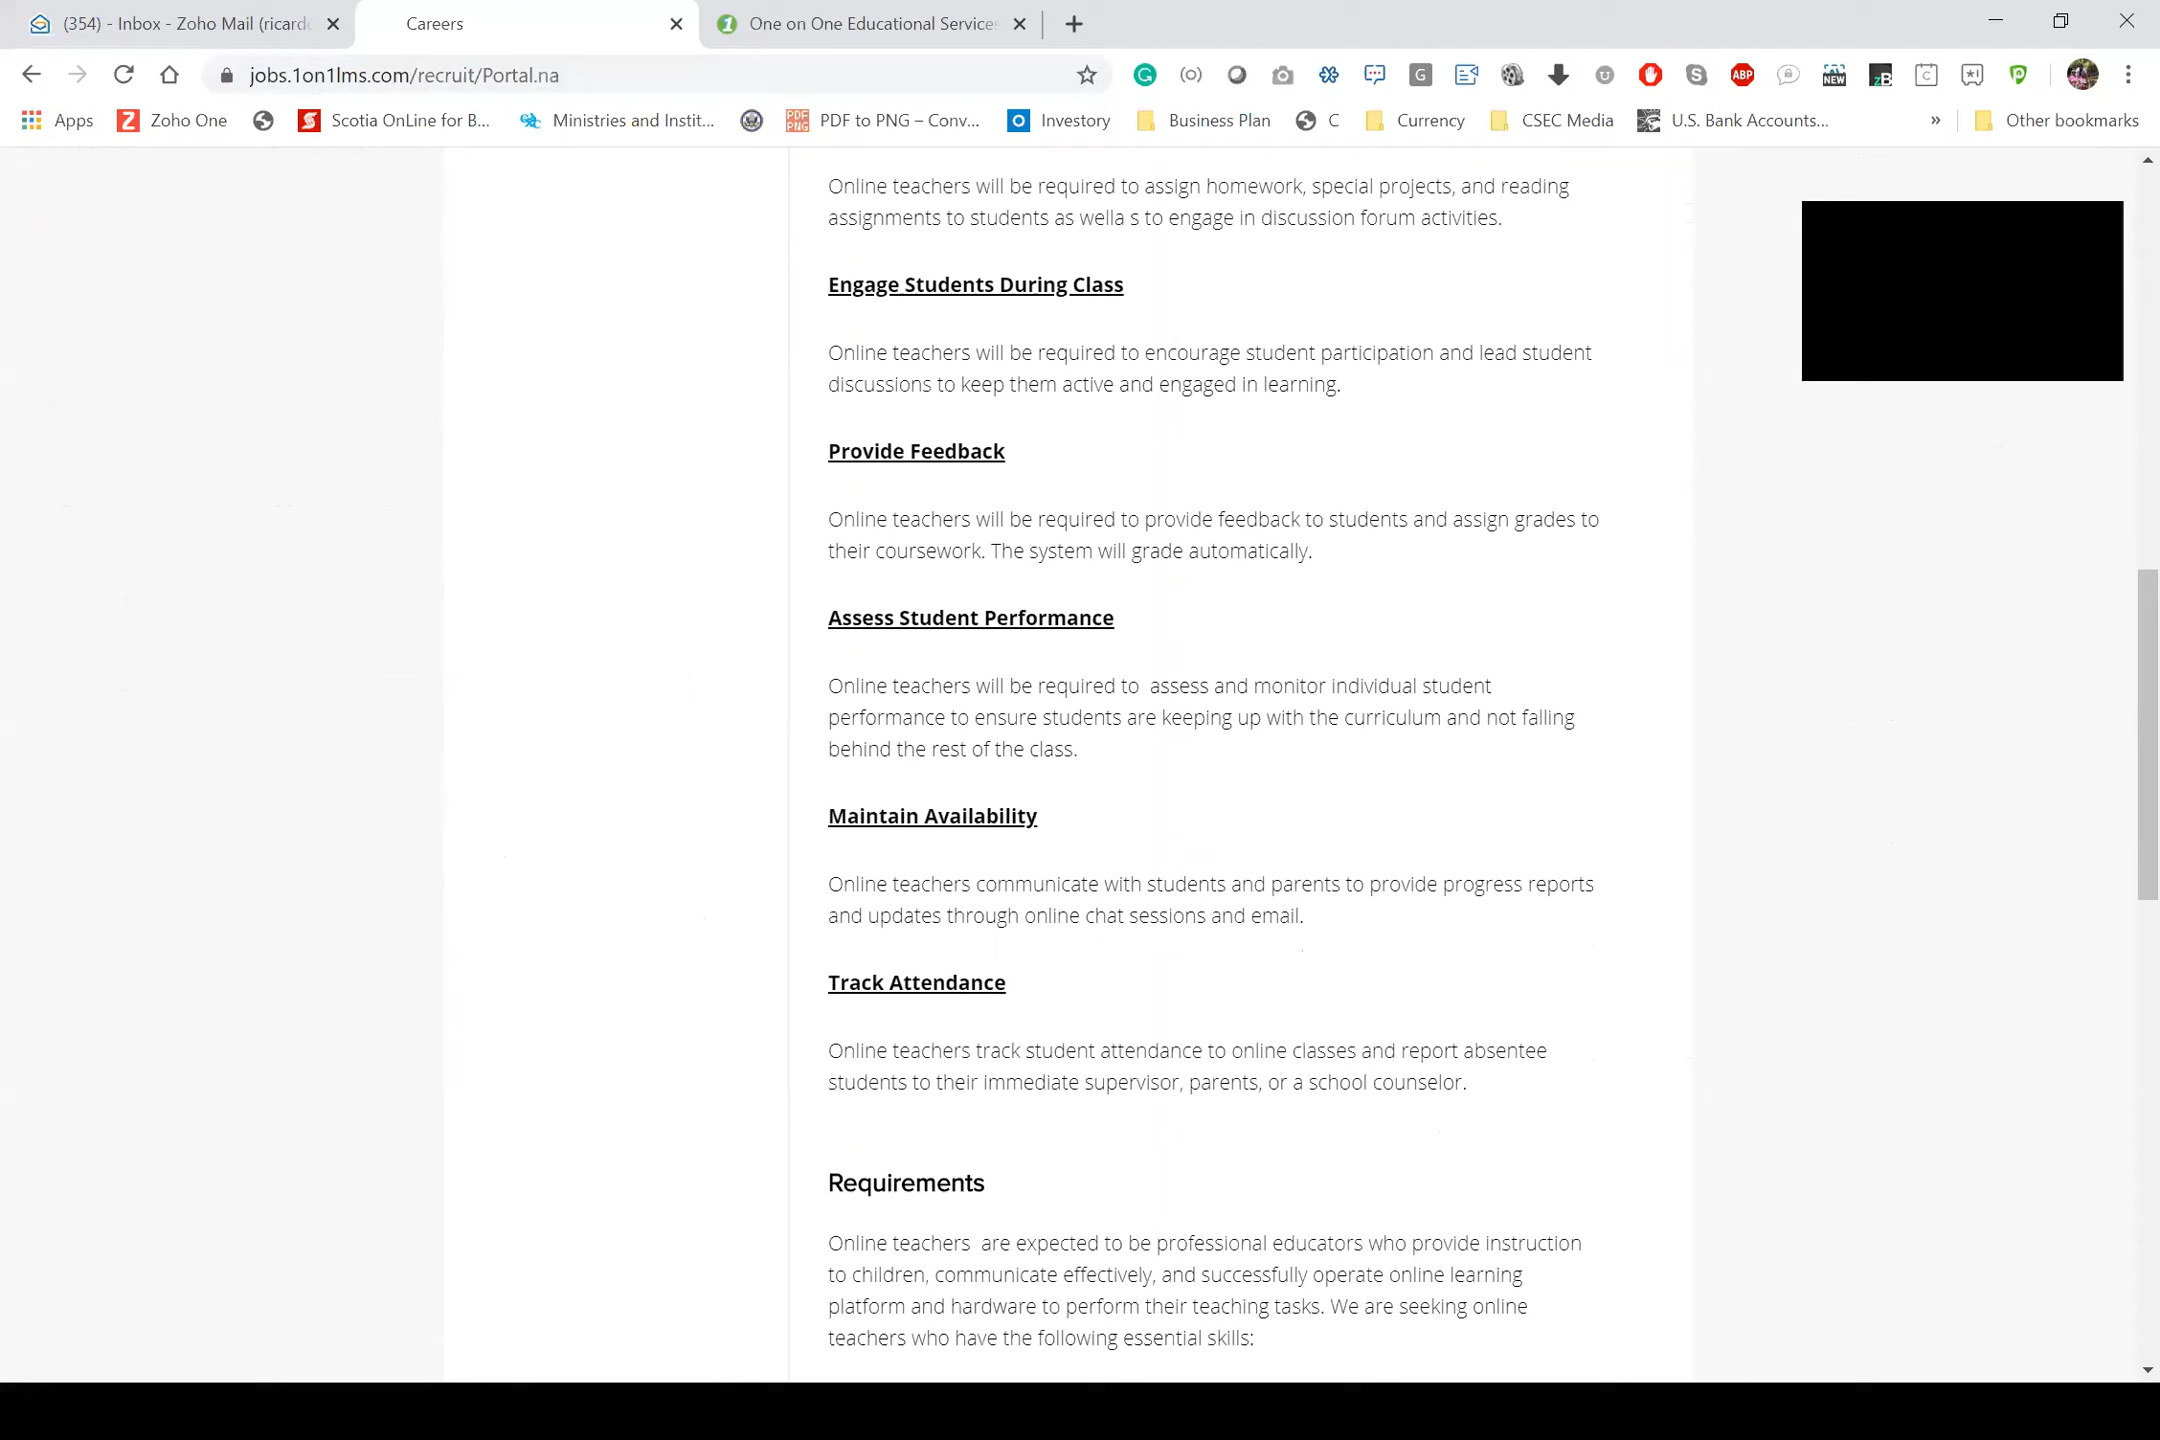 (354) - Inbox - Zoho Mail (ricard
Careers
One on One Educational Services
jobs.1on1lms.com/recruit/Portal.na
Apps
Zoho One
Scotia OnLine for B...
Ministries and Instit...
PDF to PNG – Conv...
Investory
Business Plan
C
Currency
CSEC Media
U.S. Bank Accounts...
»
Other bookmarks
Online teachers will be required to assign homework, special projects, and reading
assignments to students as wella s to engage in discussion forum activities.
Engage Students During Class
Online teachers will be required to encourage student participation and lead student
discussions to keep them active and engaged in learning.
Provide Feedback
Online teachers will be required to provide feedback to students and assign grades to
their coursework. The system will grade automatically.
Assess Student Performance
Online teachers will be required to  assess and monitor individual student
performance to ensure students are keeping up with the curriculum and not falling
behind the rest of the class.
Maintain Availability
Online teachers communicate with students and parents to provide progress reports
and updates through online chat sessions and email.
Track Attendance
Online teachers track student attendance to online classes and report absentee
students to their immediate supervisor, parents, or a school counselor.
Requirements
Online teachers  are expected to be professional educators who provide instruction
to children, communicate effectively, and successfully operate online learning
platform and hardware to perform their teaching tasks. We are seeking online
teachers who have the following essential skills: